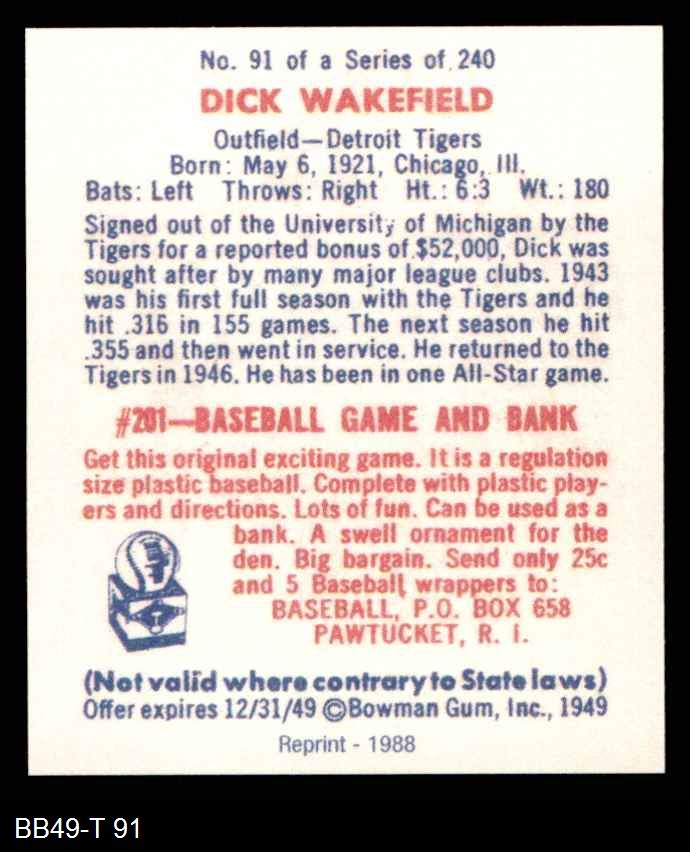 No. 91 of a Series of 240
DICK WAKEFIELD
Outfield—Detroit Tigers
Born: May 6, 1921, Chicago, Ill.
Bats: Left Throws: Right Ht.: 6:3 Wt.: 180
Signed out of the University of Michigan by the
Tigers for a reported bonus of $52,000, Dick was
sought after by many major league clubs. 1943
was his first full season with the Tigers and he
hit .316 in 155 games. The next season he hit
.355 and then went in service. He returned to the
Tigers in 1946. He has been in one All-Star game.
#201—BASEBALL GAME AND BANK
Get this original exciting game. It is a regulation
size plastic baseball. Complete with plastic play-
ers and directions. Lots of fun. Can be used as a
bank. A swell ornament for the
den. Big bargain. Send only 25c
and 5 Baseball wrappers to:
BASEBALL, P.O. BOX 658
PAWTUCKET, R. I.
(Not valid where contrary to State laws)
Offer expires 12/31/49 ©Bowman Gum, Inc., 1949
Reprint - 1988
BB49-T 91